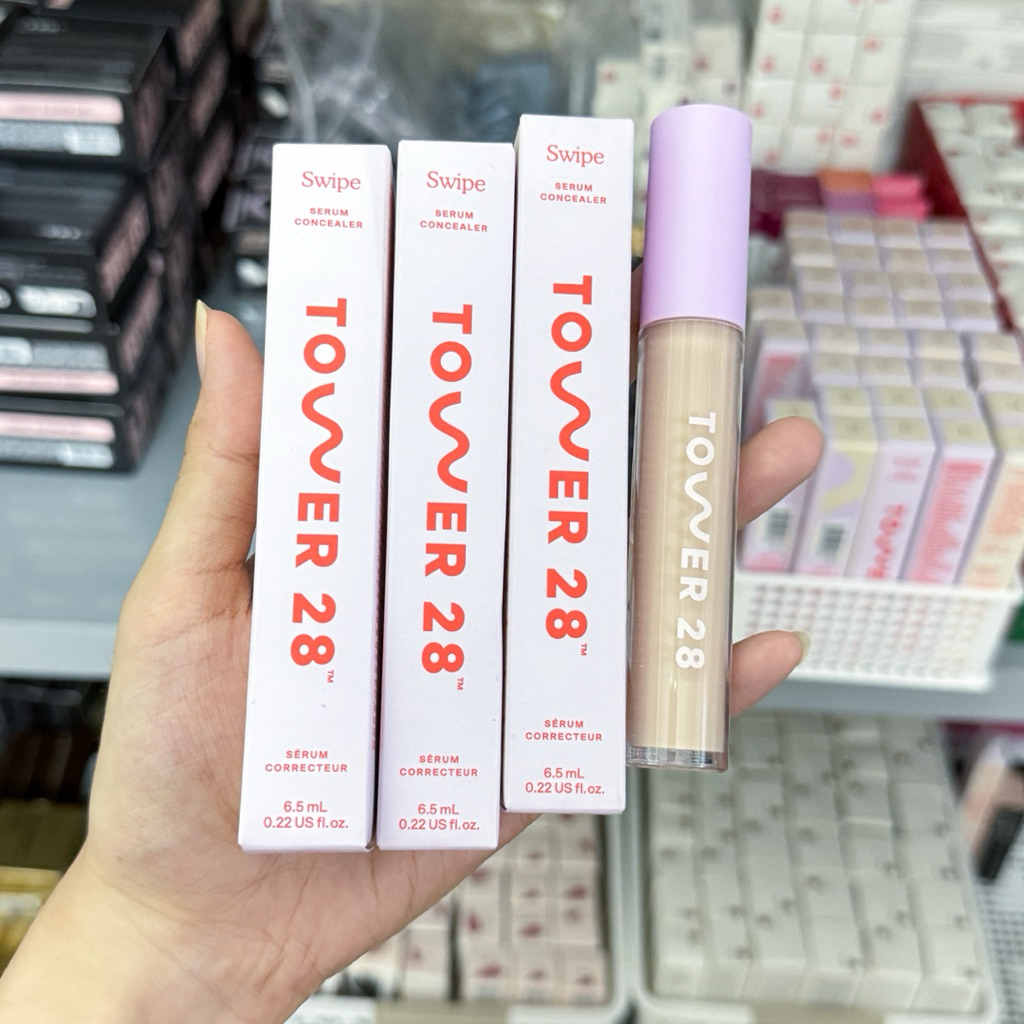 Swipe
SERUM
CONCEALER
TOWER 28™
SÉRUM
CORRECTEUR
6.5 mL
0.22 US fl.oz.
Swipe
SERUM
CONCEALER
TOWER 28™
SÉRUM
CORRECTEUR
6.5 mL
0.22 US fl.oz.
Swipe
SERUM
CONCEALER
TOWER 28™
SÉRUM
CORRECTEUR
6.5 mL
0.22 US fl.oz.
TOWER 28